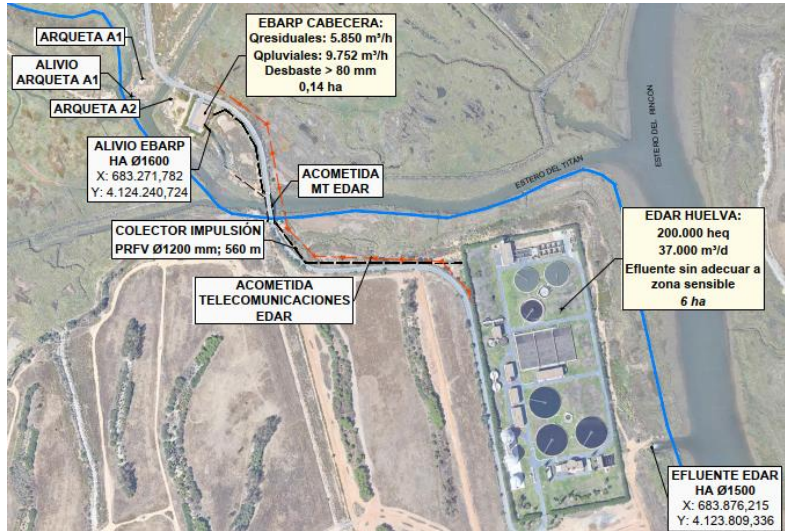 EBARP CABECERA:
Qresiduales: 5.850 m³/h
Qpluviales: 9.752 m³/h
Desbaste > 80 mm
0,14 ha
ARQUETA A1
ALIVIO
ARQUETA A1
ARQUETA A2
ALIVIO EBARP
HA Ø1600
X: 683.271,782
Y: 4.124.240,724
ACOMETIDA
MT EDAR
ESTERO DEL TITÁN
ESTERO DEL RINCÓN
COLECTOR IMPULSIÓN
PRFV Ø1200 mm; 560 m
EDAR HUELVA:
200.000 heq
37.000 m³/d
Efluente sin adecuar a
zona sensible
6 ha
ACOMETIDA
TELECOMUNICACIONES
EDAR
EFLUENTE EDAR
HA Ø1500
X: 683.876,215
Y: 4.123.809,336